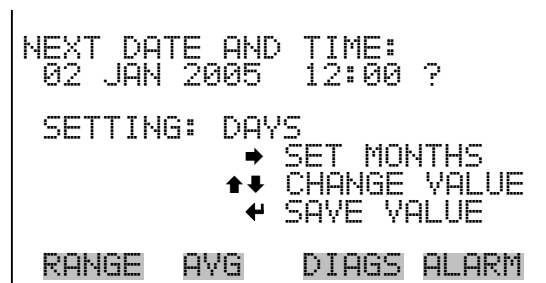 NEXT DATE AND TIME:
02 JAN 2005 12:00 ?
SETTING: DAYS
➡ SET MONTHS
⬆⬇ CHANGE VALUE
↵ SAVE VALUE
RANGE AVG DIAGS ALARM